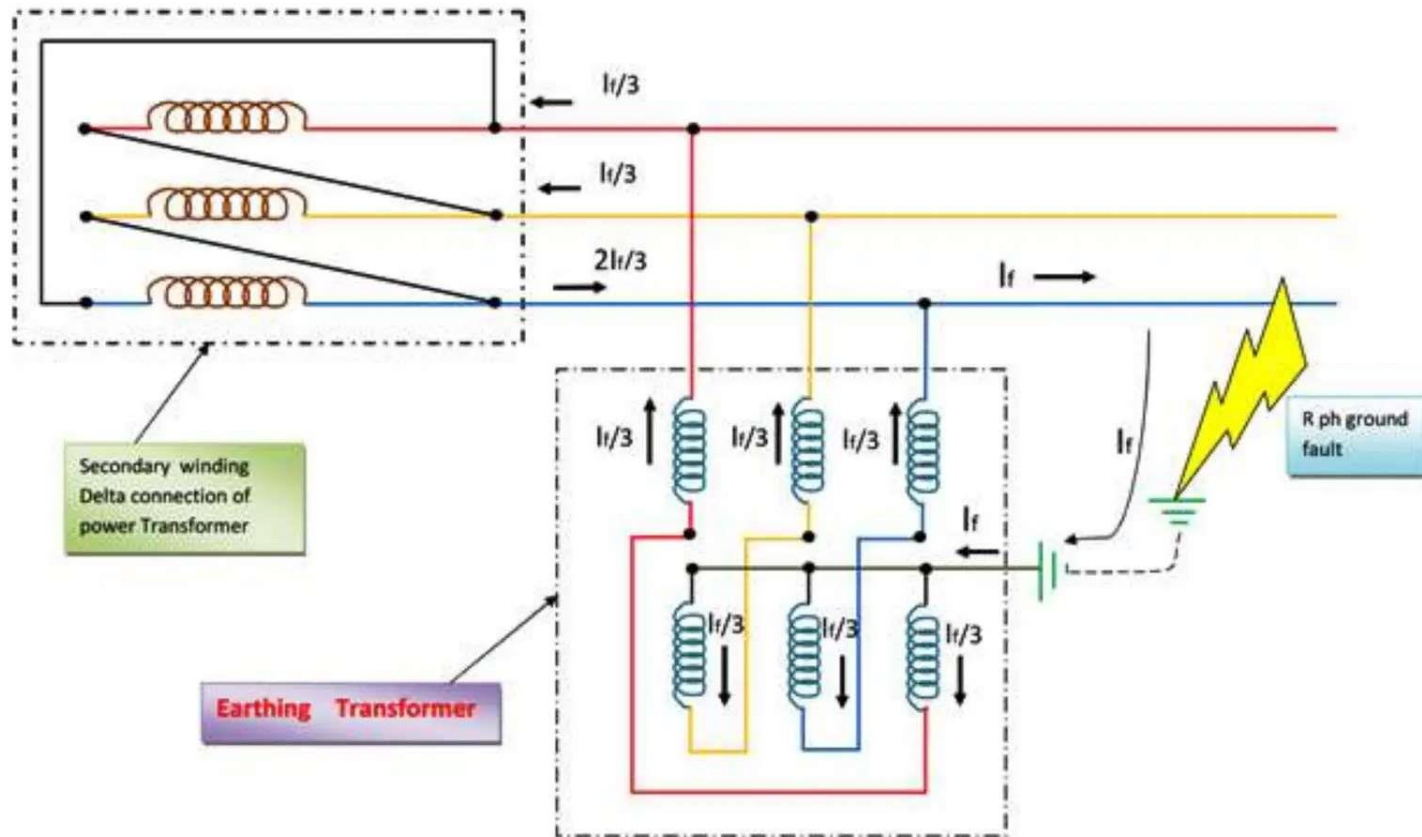 If/3
If/3
2If/3
If
Secondary winding
Delta connection of
power Transformer
If/3
If/3
If/3
If
R ph ground
fault
If
If/3
If/3
If/3
Earthing Transformer